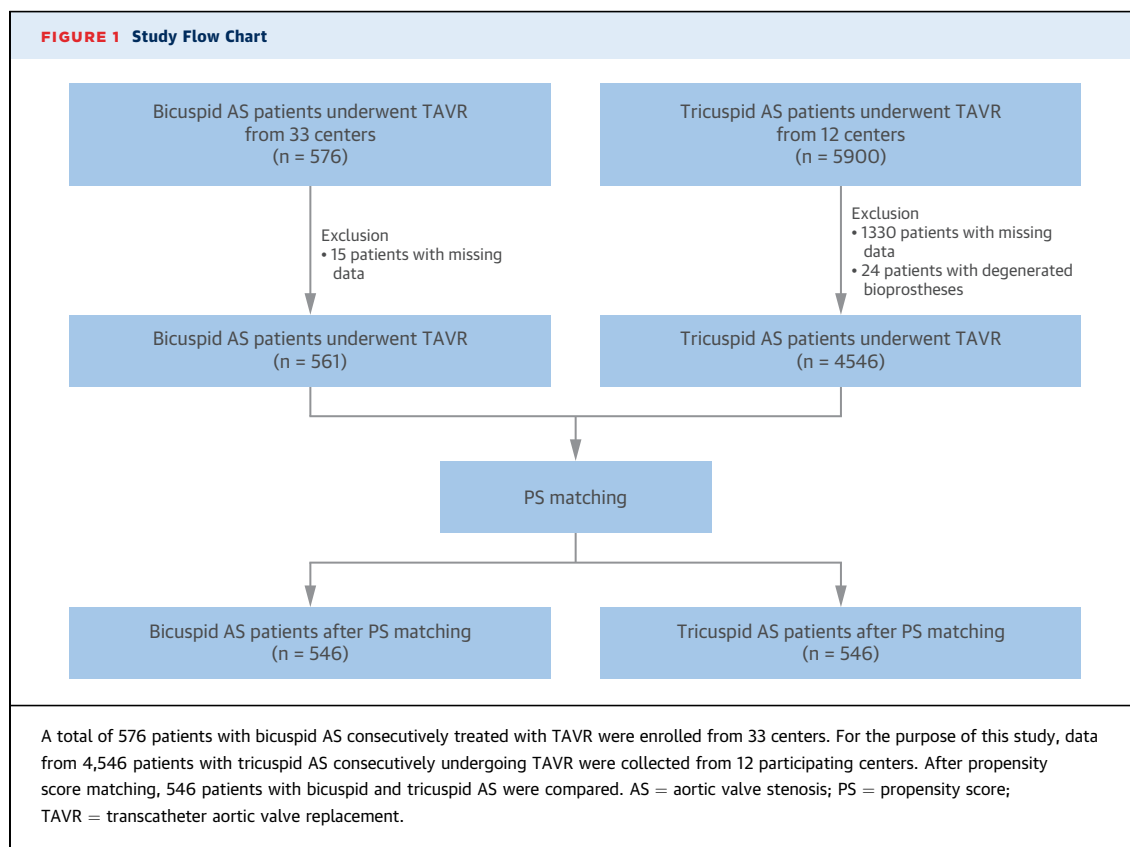 FIGURE 1 Study Flow Chart
Bicuspid AS patients underwent TAVR
from 33 centers
(n = 576)
Tricuspid AS patients underwent TAVR
from 12 centers
(n = 5900)
Exclusion
• 15 patients with missing
data
Exclusion
• 1330 patients with missing
data
• 24 patients with degenerated
bioprostheses
Bicuspid AS patients underwent TAVR
(n = 561)
Tricuspid AS patients underwent TAVR
(n = 4546)
PS matching
Bicuspid AS patients after PS matching
(n = 546)
Tricuspid AS patients after PS matching
(n = 546)
A total of 576 patients with bicuspid AS consecutively treated with TAVR were enrolled from 33 centers. For the purpose of this study, data
from 4,546 patients with tricuspid AS consecutively undergoing TAVR were collected from 12 participating centers. After propensity
score matching, 546 patients with bicuspid and tricuspid AS were compared. AS = aortic valve stenosis; PS = propensity score;
TAVR = transcatheter aortic valve replacement.